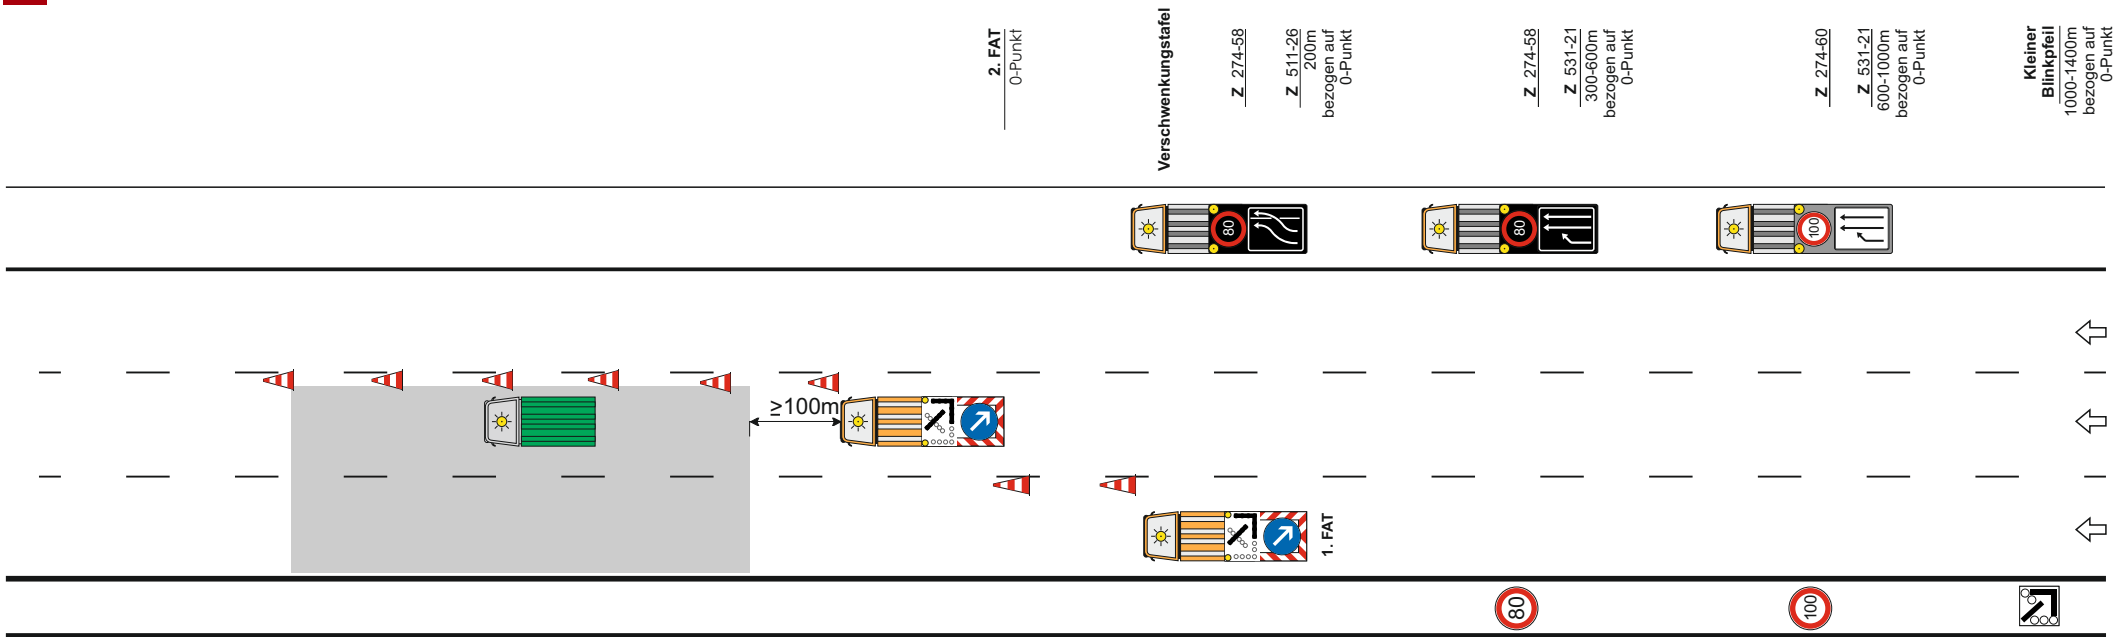 2. FAT
0-Punkt
Verschwenkungstafel
Z 274-58
Z 511-26
200m
bezogen auf
0-Punkt
Z 274-58
Z 531-21
300-600m
bezogen auf
0-Punkt
Z 274-60
Z 531-21
600-1000m
bezogen auf
0-Punkt
Kleiner
Blinkpfeil
1000-1400m
bezogen auf
0-Punkt
80
80
100
≥100m
1. FAT
80
100